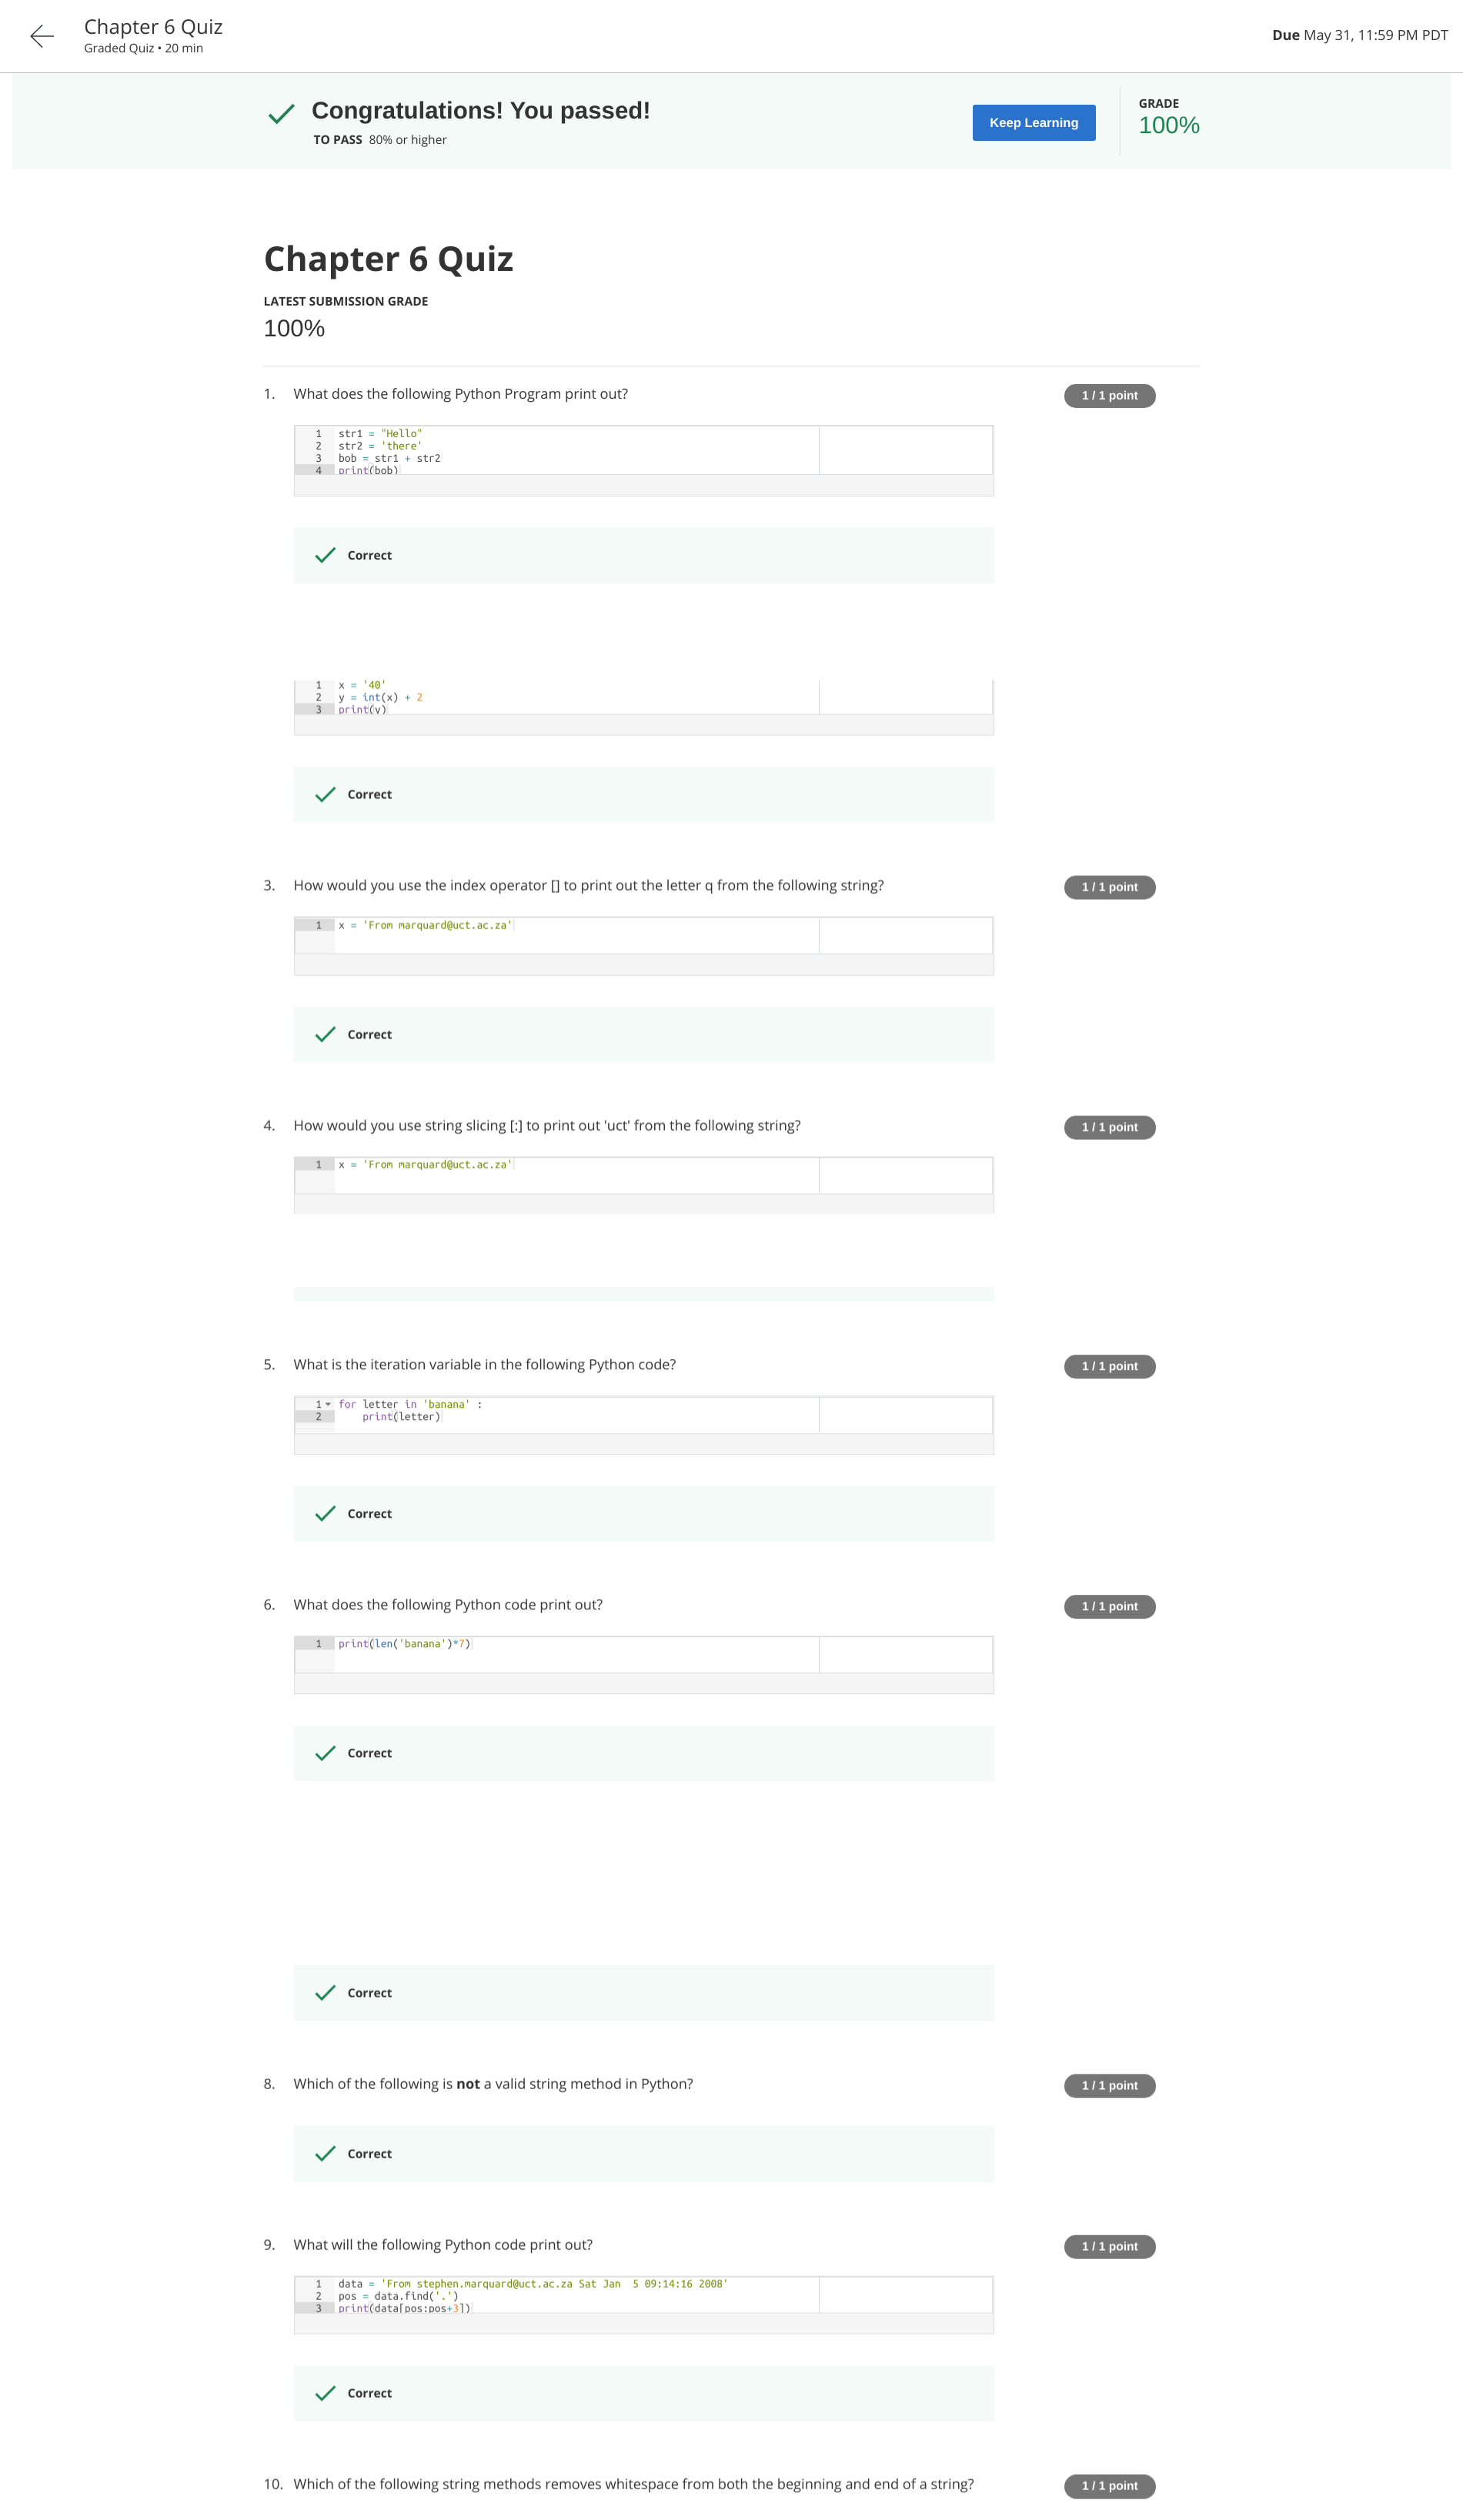 Chapter 6 Quiz
Graded Quiz • 20 min
Due May 31, 11:59 PM PDT
Congratulations! You passed!
TO PASS 80% or higher
Keep Learning
GRADE
100%
Chapter 6 Quiz
LATEST SUBMISSION GRADE
100%
1. What does the following Python Program print out?
1 / 1 point
1 str1 = "Hello"
2 str2 = 'there'
3 bob = str1 + str2
4 print(bob)
Correct
1 x = '40'
2 y = int(x) + 2
3 print(y)
Correct
3. How would you use the index operator [] to print out the letter q from the following string?
1 / 1 point
1 x = 'From marquard@uct.ac.za'
Correct
4. How would you use string slicing [:] to print out 'uct' from the following string?
1 / 1 point
1 x = 'From marquard@uct.ac.za'
5. What is the iteration variable in the following Python code?
1 / 1 point
1 for letter in 'banana' :
2 print(letter)
Correct
6. What does the following Python code print out?
1 / 1 point
1 print(len('banana')*7)
Correct
Correct
8. Which of the following is not a valid string method in Python?
1 / 1 point
Correct
9. What will the following Python code print out?
1 / 1 point
1 data = 'From stephen.marquard@uct.ac.za Sat Jan  5 09:14:16 2008'
2 pos = data.find('.')
3 print(data[pos:pos+3])
Correct
10. Which of the following string methods removes whitespace from both the beginning and end of a string?
1 / 1 point